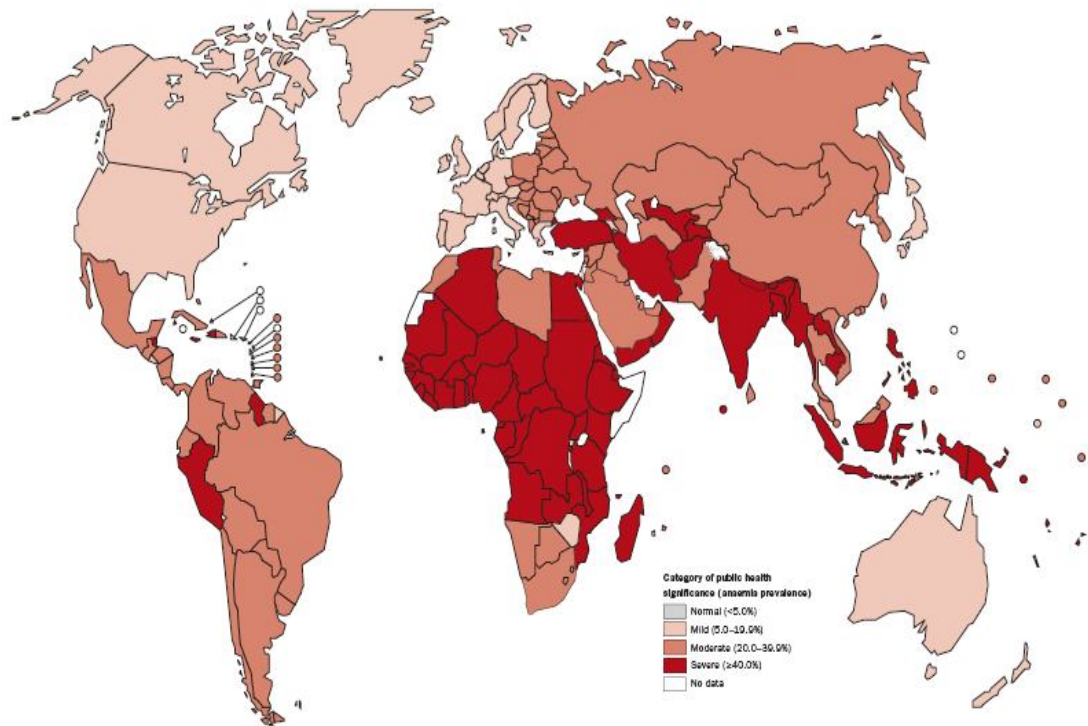 Category of public health
significance (anaemia prevalence)
Normal (<5.0%)
Mild (5.0–19.9%)
Moderate (20.0–39.9%)
Severe (≥40.0%)
No data